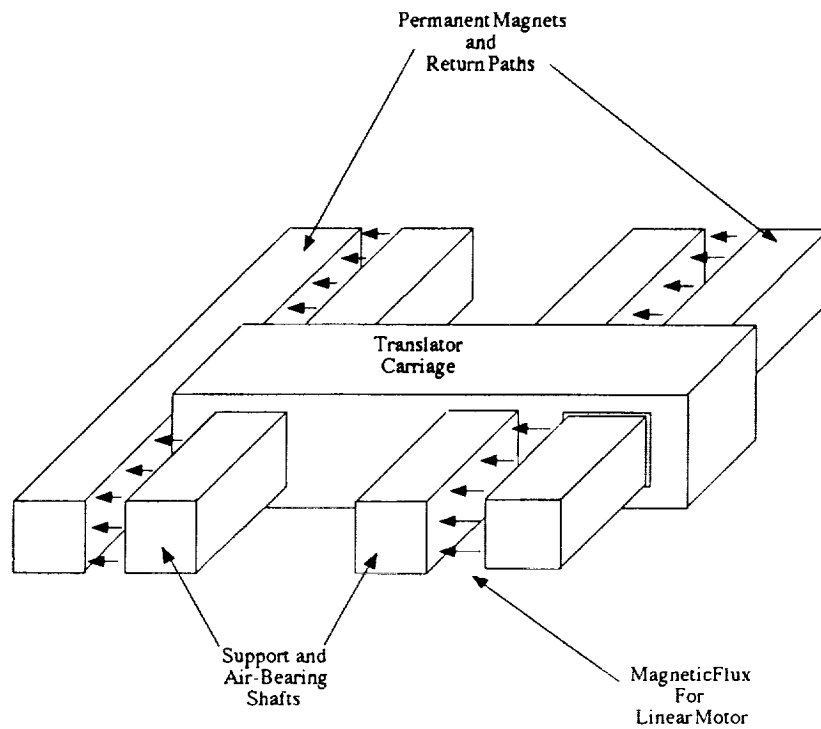 Permanent Magnets
and
Return Paths
Translator
Carriage
Support and
Air-Bearing
Shafts
MagneticFlux
For
Linear Motor